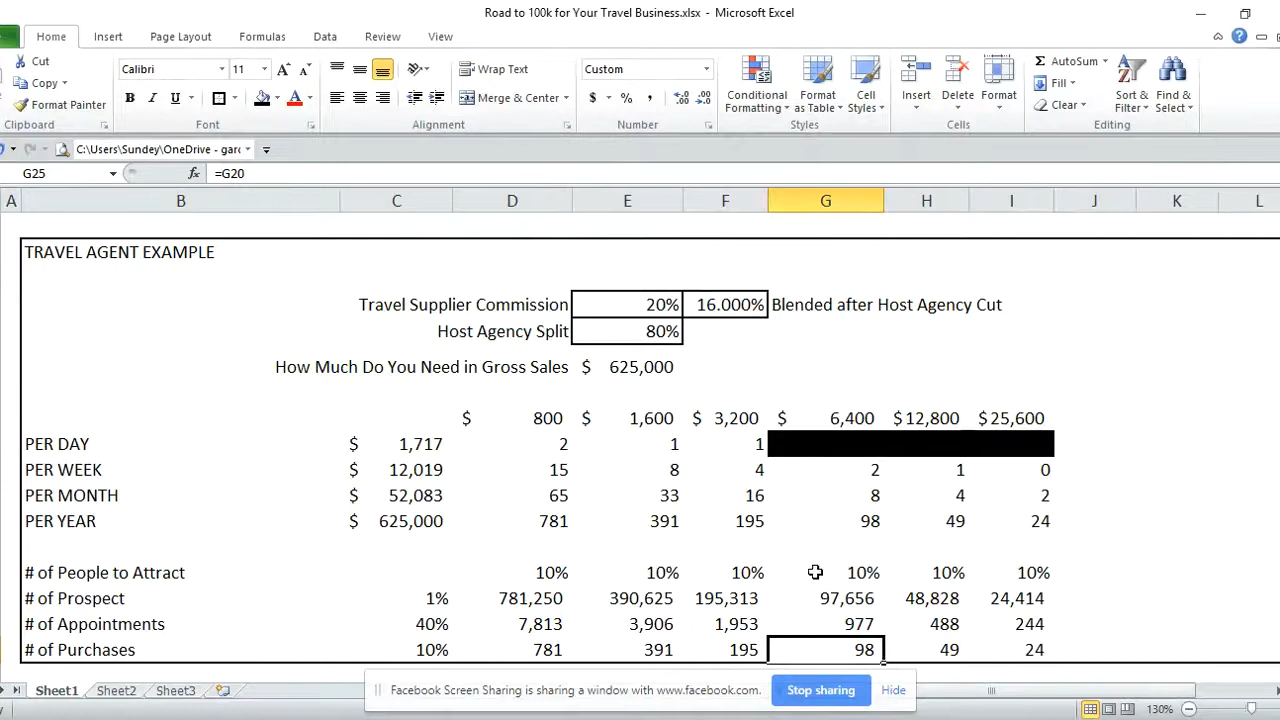 Road to 100k for Your Travel Business.xlsx - Microsoft Excel
Home Insert Page Layout Formulas Data Review View
Cut
Copy
Format Painter
Calibri 11
Wrap Text
Merge & Center
Custom
$ % ,
B I U A
Conditional Formatting
Format as Table
Cell Styles
Insert Delete Format
Σ AutoSum
Fill
Clear
Sort & Filter
Find & Select
Clipboard Font Alignment Number Styles Cells Editing
C:\Users\Sundey\OneDrive - gar
G25 fx =G20
A B C D E F G H I J K L
TRAVEL AGENT EXAMPLE
Travel Supplier Commission 20% 16.000% Blended after Host Agency Cut
Host Agency Split 80%
How Much Do You Need in Gross Sales $ 625,000
$ 800 $ 1,600 $ 3,200 $ 6,400 $12,800 $25,600
PER DAY $ 1,717 2 1 1
PER WEEK $ 12,019 15 8 4 2 1 0
PER MONTH $ 52,083 65 33 16 8 4 2
PER YEAR $ 625,000 781 391 195 98 49 24
# of People to Attract 10% 10% 10% 10% 10% 10%
# of Prospect 1% 781,250 390,625 195,313 97,656 48,828 24,414
# of Appointments 40% 7,813 3,906 1,953 977 488 244
# of Purchases 10% 781 391 195 98 49 24
Sheet1 Sheet2 Sheet3
Facebook Screen Sharing is sharing a window with www.facebook.com. Stop sharing Hide
130%